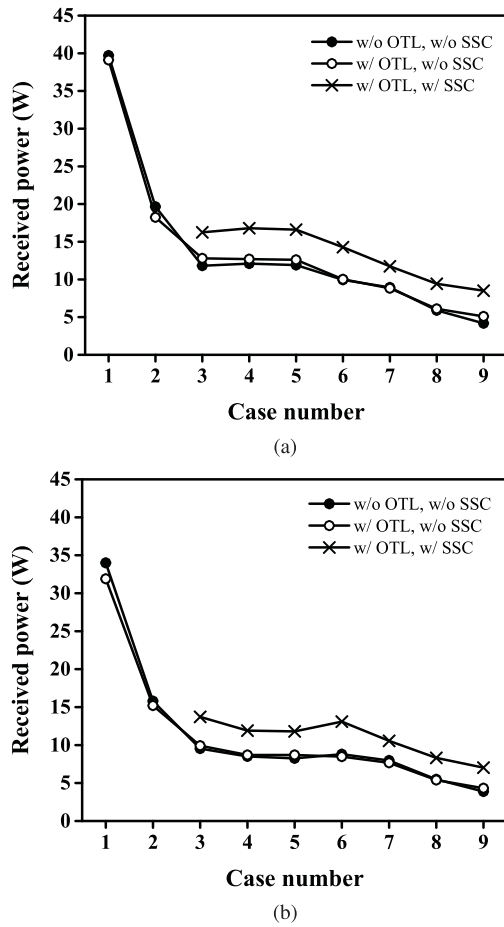 45
40
35
30
25
20
15
10
5
0
Received power (W)
w/o OTL, w/o SSC
w/ OTL, w/o SSC
w/ OTL, w/ SSC
1 2 3 4 5 6 7 8 9
Case number
(a)
45
40
35
30
25
20
15
10
5
0
Received power (W)
w/o OTL, w/o SSC
w/ OTL, w/o SSC
w/ OTL, w/ SSC
1 2 3 4 5 6 7 8 9
Case number
(b)